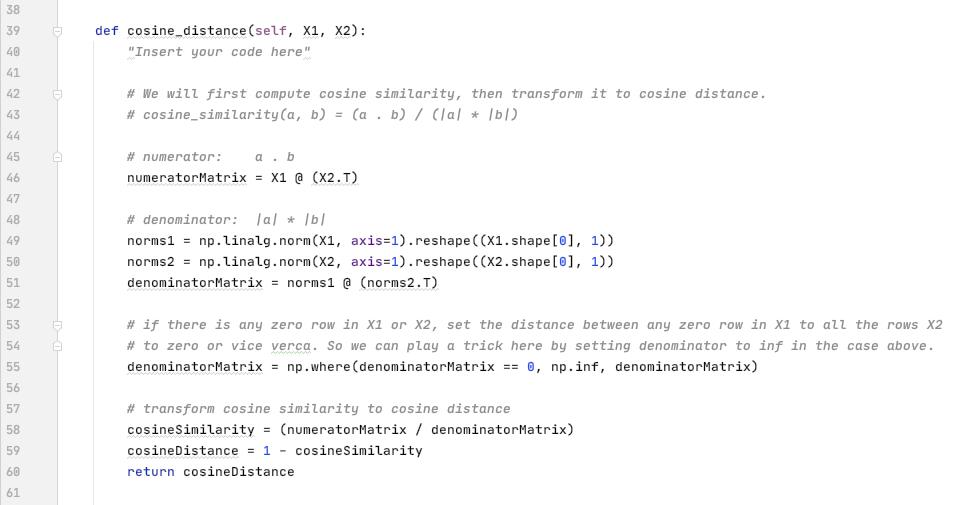 38
39 def cosine_distance(self, X1, X2):
40 "Insert your code here"
41
42 # We will first compute cosine similarity, then transform it to cosine distance.
43 # cosine_similarity(a, b) = (a . b) / (|a| * |b|)
44
45 # numerator:    a . b
46 numeratorMatrix = X1 @ (X2.T)
47
48 # denominator:  |a| * |b|
49 norms1 = np.linalg.norm(X1, axis=1).reshape((X1.shape[0], 1))
50 norms2 = np.linalg.norm(X2, axis=1).reshape((X2.shape[0], 1))
51 denominatorMatrix = norms1 @ (norms2.T)
52
53 # if there is any zero row in X1 or X2, set the distance between any zero row in X1 to all the rows X2
54 # to zero or vice verca. So we can play a trick here by setting denominator to inf in the case above.
55 denominatorMatrix = np.where(denominatorMatrix == 0, np.inf, denominatorMatrix)
56
57 # transform cosine similarity to cosine distance
58 cosineSimilarity = (numeratorMatrix / denominatorMatrix)
59 cosineDistance = 1 - cosineSimilarity
60 return cosineDistance
61